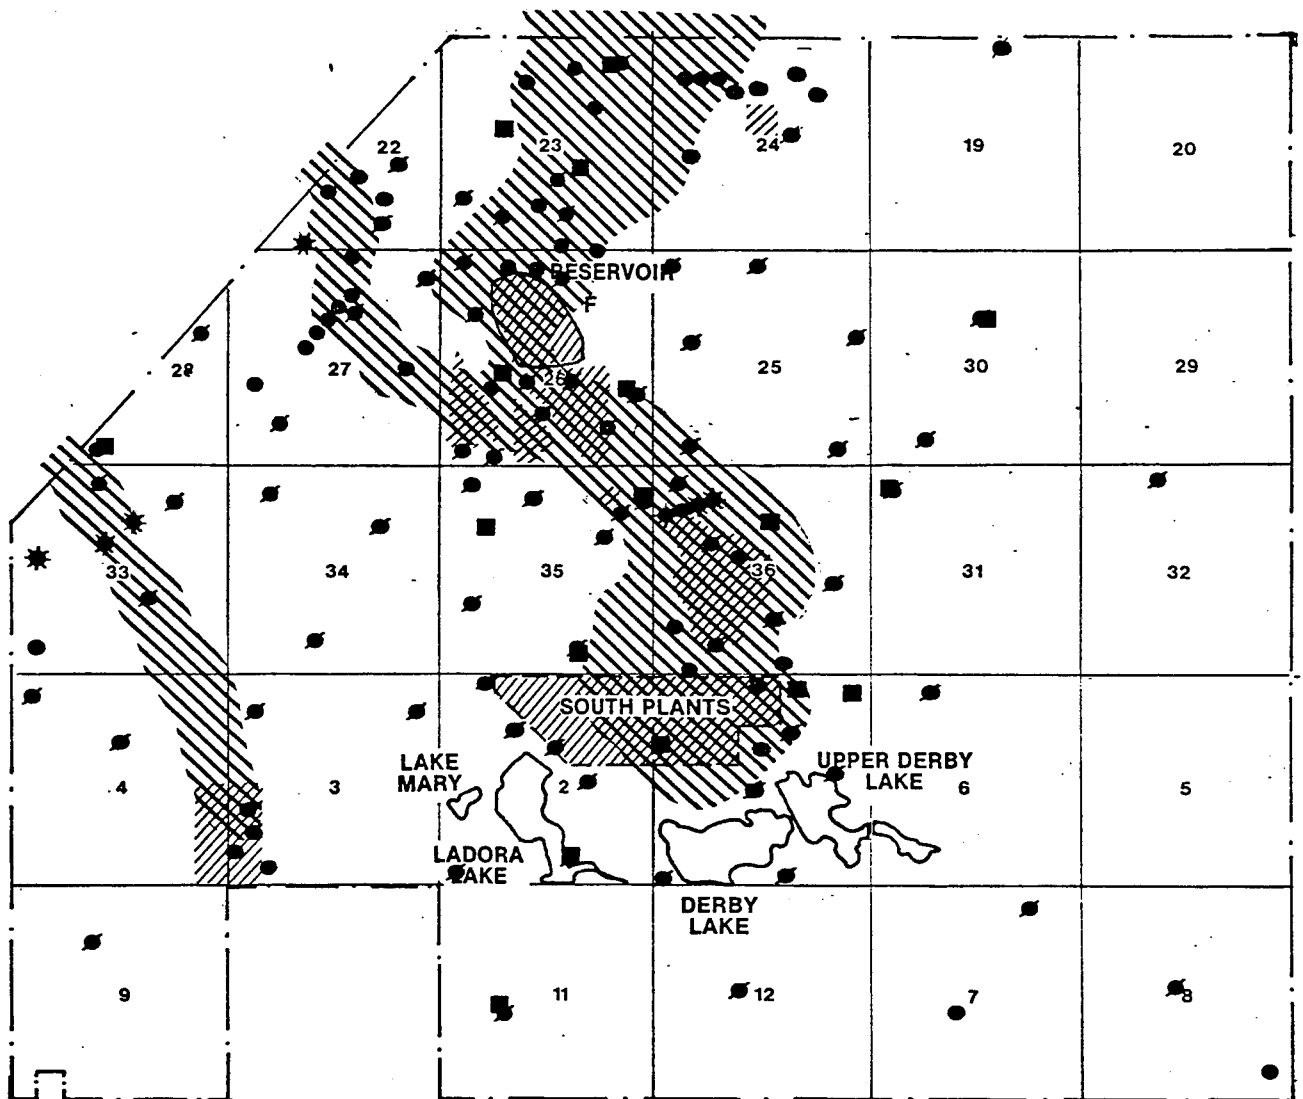 22
23
24
19
20
RESERVOIR
F
28
27
26
25
30
29
33
34
35
36
31
32
SOUTH PLANTS
LAKE
MARY
UPPER DERBY
LAKE
4
3
2
6
5
LADORA
LAKE
DERBY
LAKE
9
11
12
7
8